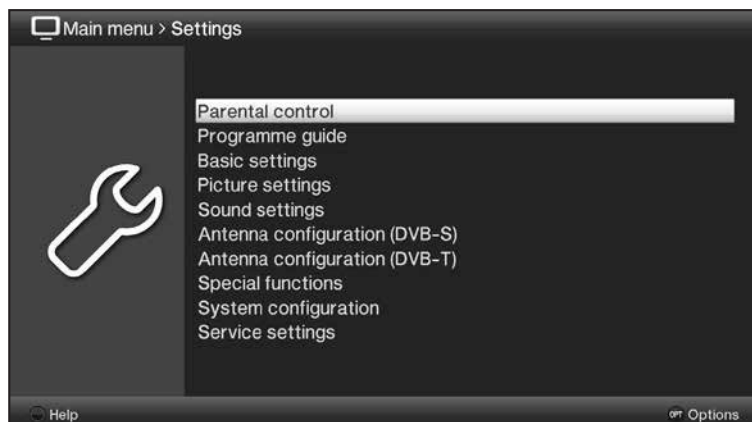 Main menu > Settings
Parental control
Programme guide
Basic settings
Picture settings
Sound settings
Antenna configuration (DVB-S)
Antenna configuration (DVB-T)
Special functions
System configuration
Service settings
Help
OPT Options